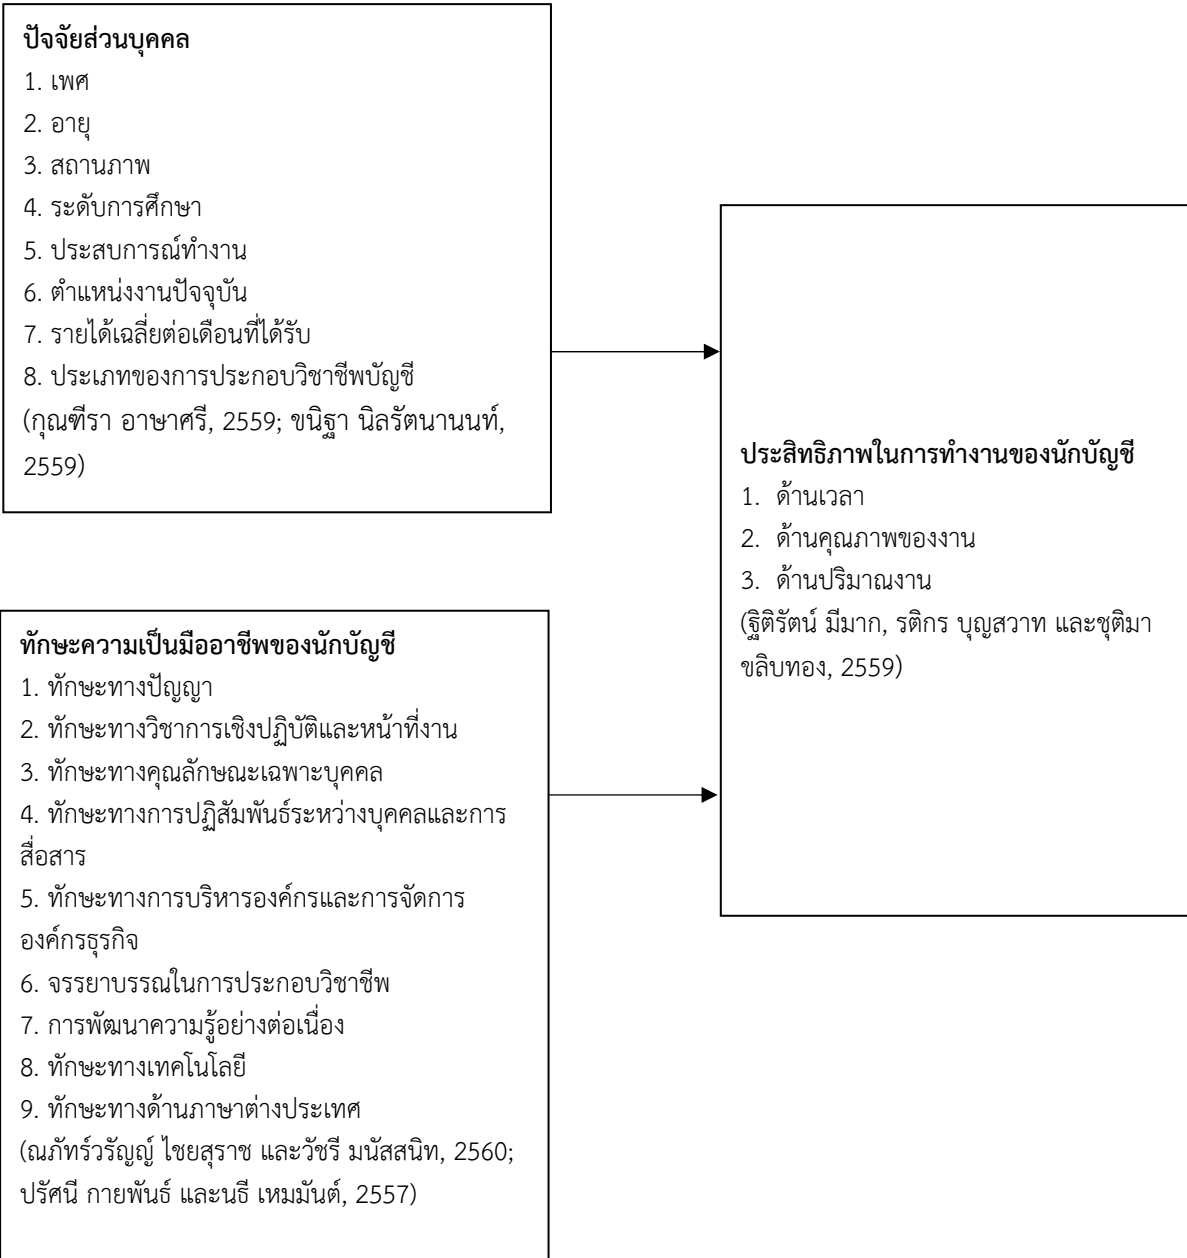 ปัจจัยส่วนบุคคล
1. เพศ
2. อายุ
3. สถานภาพ
4. ระดับการศึกษา
5. ประสบการณ์ทำงาน
6. ตำแหน่งงานปัจจุบัน
7. รายได้เฉลี่ยต่อเดือนที่ได้รับ
8. ประเภทของการประกอบวิชาชีพบัญชี
(กุณฑีรา อาษาศรี, 2559; ขนิฐา นิลรัตนานนท์,
2559)
ทักษะความเป็นมืออาชีพของนักบัญชี
1. ทักษะทางปัญญา
2. ทักษะทางวิชาการเชิงปฏิบัติและหน้าที่งาน
3. ทักษะทางคุณลักษณะเฉพาะบุคคล
4. ทักษะทางการปฏิสัมพันธ์ระหว่างบุคคลและการ
สื่อสาร
5. ทักษะทางการบริหารองค์กรและการจัดการ
องค์กรธุรกิจ
6. จรรยาบรรณในการประกอบวิชาชีพ
7. การพัฒนาความรู้อย่างต่อเนื่อง
8. ทักษะทางเทคโนโลยี
9. ทักษะทางด้านภาษาต่างประเทศ
(ณภัทร์วรัญญ์ ไชยสุราช และวัชรี มนัสสนิท, 2560;
ปรัศนี กายพันธ์ และนธี เหมมันต์, 2557)
ประสิทธิภาพในการทำงานของนักบัญชี
1. ด้านเวลา
2. ด้านคุณภาพของงาน
3. ด้านปริมาณงาน
(ฐิติรัตน์ มีมาก, รติกร บุญสวาท และชุติมา
ขลิบทอง, 2559)